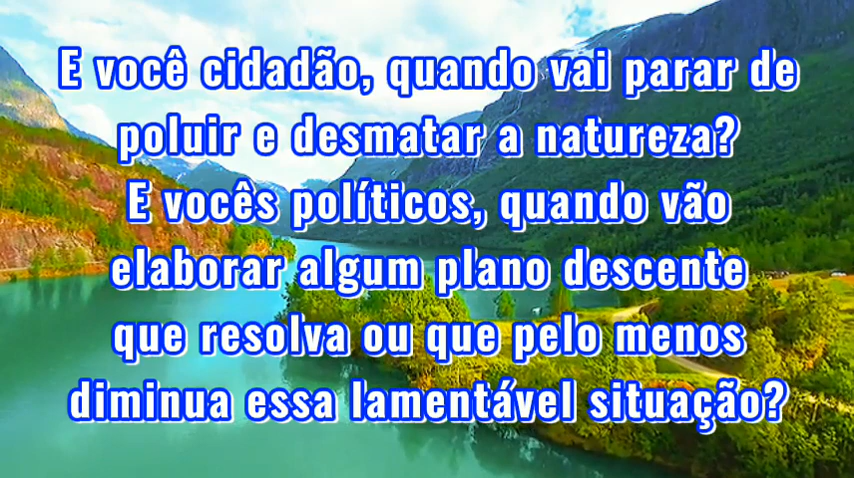 E você cidadão, quando vai parar de
poluir e desmatar a natureza?
E vocês políticos, quando vão
elaborar algum plano descente
que resolva ou que pelo menos
diminua essa lamentável situação?